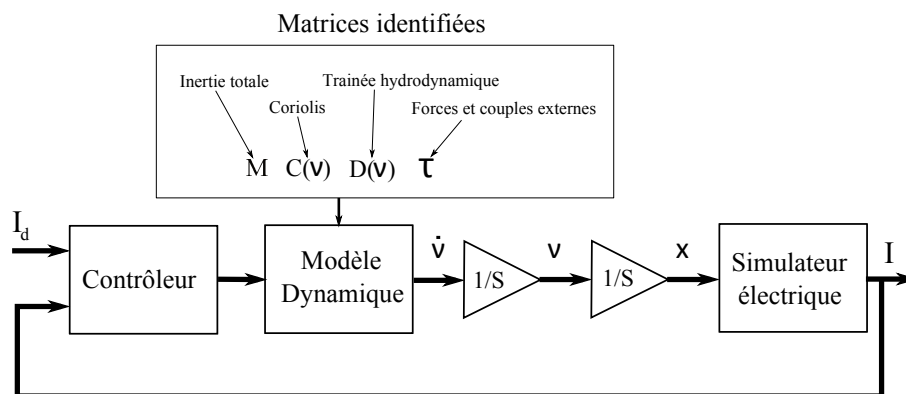 Matrices identifiées
Inertie totale
Trainée hydrodynamique
Coriolis
Forces et couples externes
M C(ν) D(ν) τ
I_d
Contrôleur
Modèle
Dynamique
ν̇
1/S
ν
1/S
x
Simulateur
électrique
I